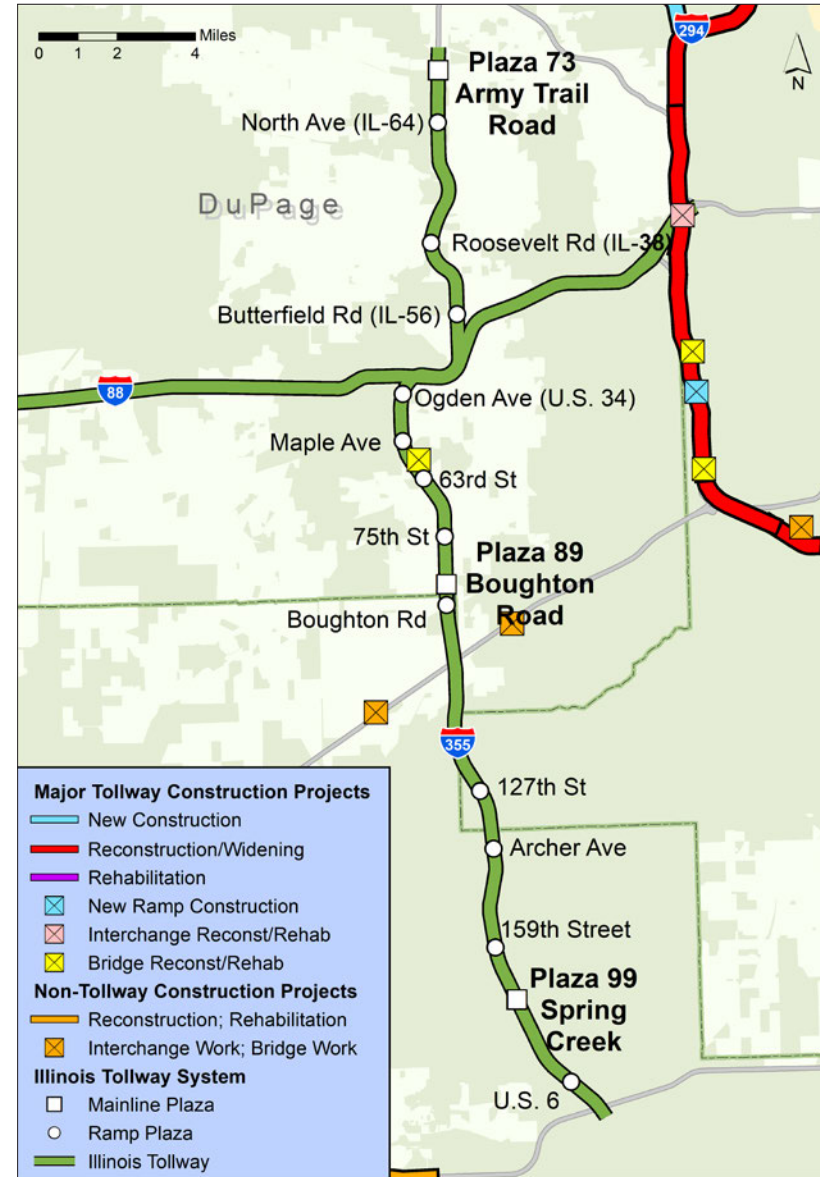 294
Miles
0 1 2 4
N
Plaza 73
Army Trail
Road
North Ave (IL-64)
DuPage
Roosevelt Rd (IL-38)
Butterfield Rd (IL-56)
88
Ogden Ave (U.S. 34)
Maple Ave
63rd St
75th St
Plaza 89
Boughton
Road
Boughton Rd
355
127th St
Archer Ave
159th Street
Plaza 99
Spring
Creek
U.S. 6
Major Tollway Construction Projects
New Construction
Reconstruction/Widening
Rehabilitation
New Ramp Construction
Interchange Reconst/Rehab
Bridge Reconst/Rehab
Non-Tollway Construction Projects
Reconstruction; Rehabilitation
Interchange Work; Bridge Work
Illinois Tollway System
Mainline Plaza
Ramp Plaza
Illinois Tollway